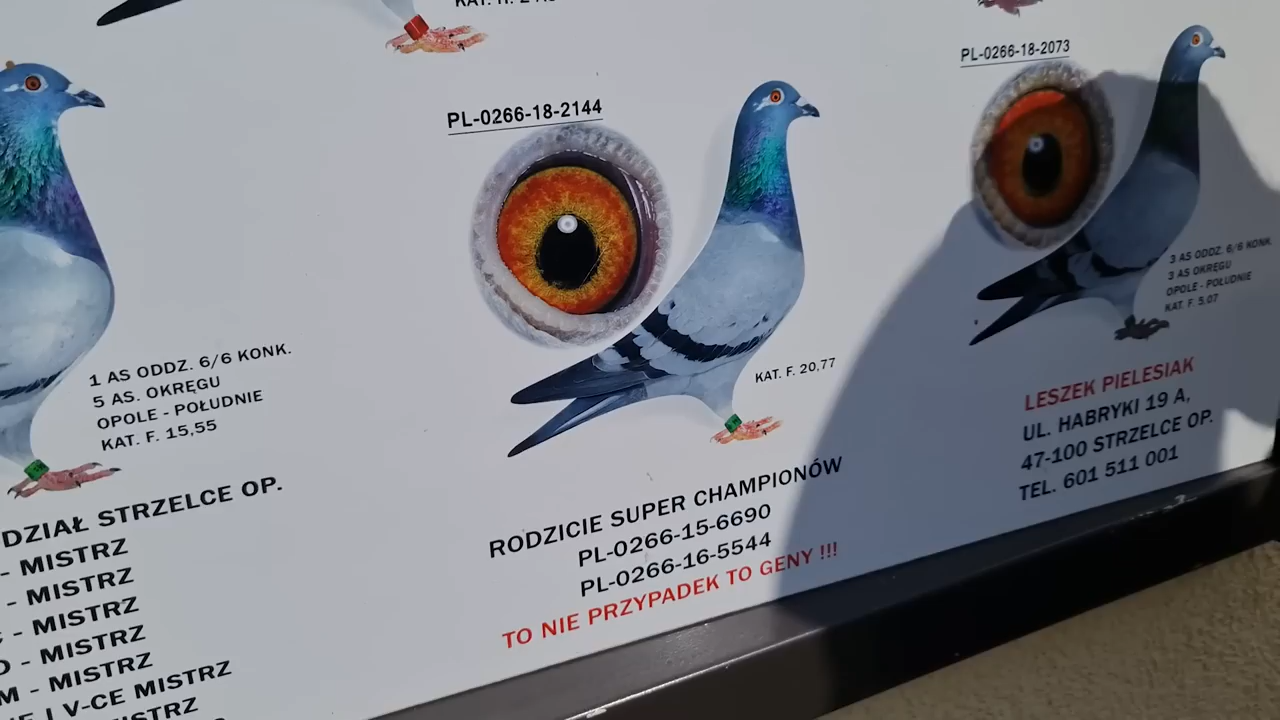 PL-0266-18-2144
PL-0266-18-2073
KAT. F. 20,77
3 AS ODDZ. 6/6 KONK.
3 AS OKRĘGU
OPOLE - POŁUDNIE
KAT. F. 5,07
1 AS ODDZ. 6/6 KONK.
5 AS. OKRĘGU
OPOLE - POŁUDNIE
KAT. F. 15,55
DZIAŁ STRZELCE OP.
- MISTRZ
- MISTRZ
- MISTRZ
- MISTRZ
M - MISTRZ
I V-CE MISTRZ
MISTRZ
RODZICIE SUPER CHAMPIONÓW
PL-0266-15-6690
PL-0266-16-5544
TO NIE PRZYPADEK TO GENY !!!
LESZEK PIELESIAK
UL. HABRYKI 19 A,
47-100 STRZELCE OP.
TEL. 601 511 001